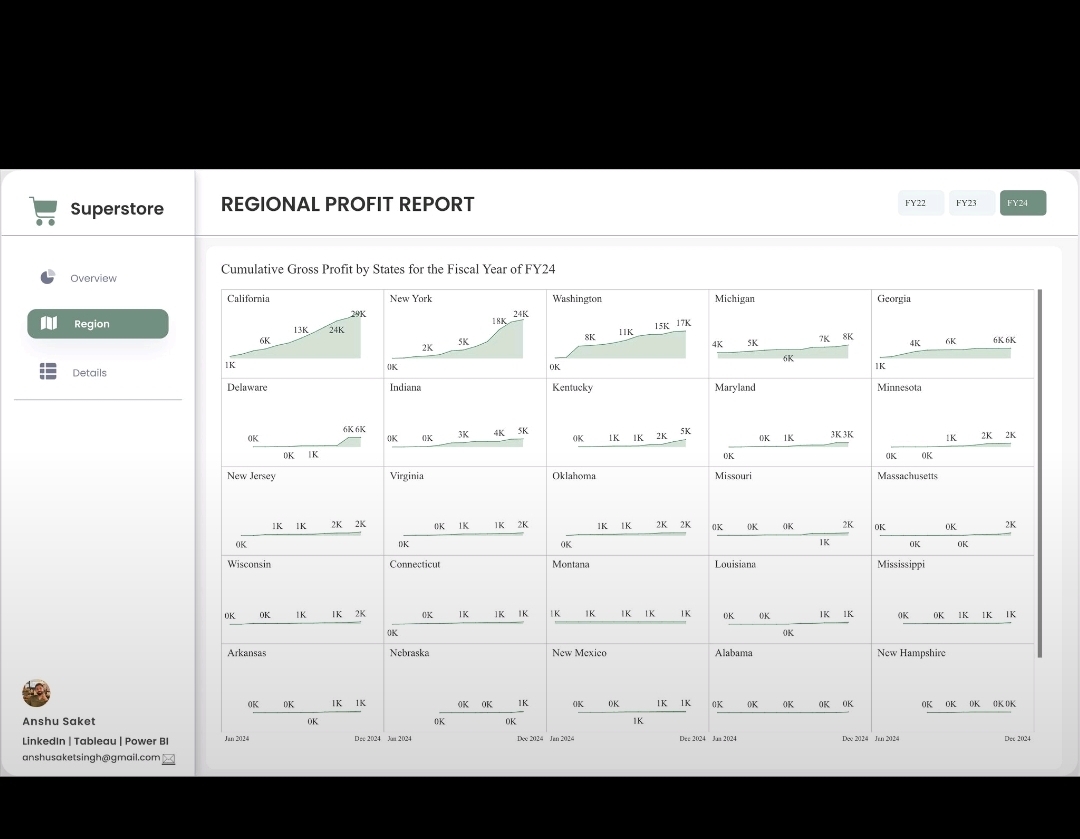 Superstore
REGIONAL PROFIT REPORT
FY22 FY23 FY24
Overview
Region
Details
Cumulative Gross Profit by States for the Fiscal Year of FY24
California
1K 6K 13K 24K 29K
New York
0K 2K 5K 18K 24K
Washington
0K 8K 11K 15K 17K
Michigan
4K 5K 6K 7K 8K
Georgia
1K 4K 6K 6K 6K
Delaware
0K 0K 1K 6K 6K
Indiana
0K 0K 3K 4K 5K
Kentucky
0K 1K 1K 2K 5K
Maryland
0K 0K 1K 3K 3K
Minnesota
0K 0K 1K 2K 2K
New Jersey
0K 1K 1K 2K 2K
Virginia
0K 0K 1K 1K 2K
Oklahoma
0K 1K 1K 2K 2K
Missouri
0K 0K 0K 1K 2K
Massachusetts
0K 0K 0K 0K 2K
Wisconsin
0K 0K 1K 1K 2K
Connecticut
0K 0K 1K 1K 1K
Montana
1K 1K 1K 1K 1K
Louisiana
0K 0K 0K 1K 1K
Mississippi
0K 0K 1K 1K 1K
Arkansas
0K 0K 0K 1K 1K
Nebraska
0K 0K 0K 0K 1K
New Mexico
0K 0K 1K 1K 1K
Alabama
0K 0K 0K 0K 0K
New Hampshire
0K 0K 0K 0K 0K
Jan 2024 Dec 2024 Jan 2024 Dec 2024 Jan 2024 Dec 2024 Jan 2024 Dec 2024 Jan 2024 Dec 2024
Anshu Saket
LinkedIn | Tableau | Power BI
anshusaketsingh@gmail.com